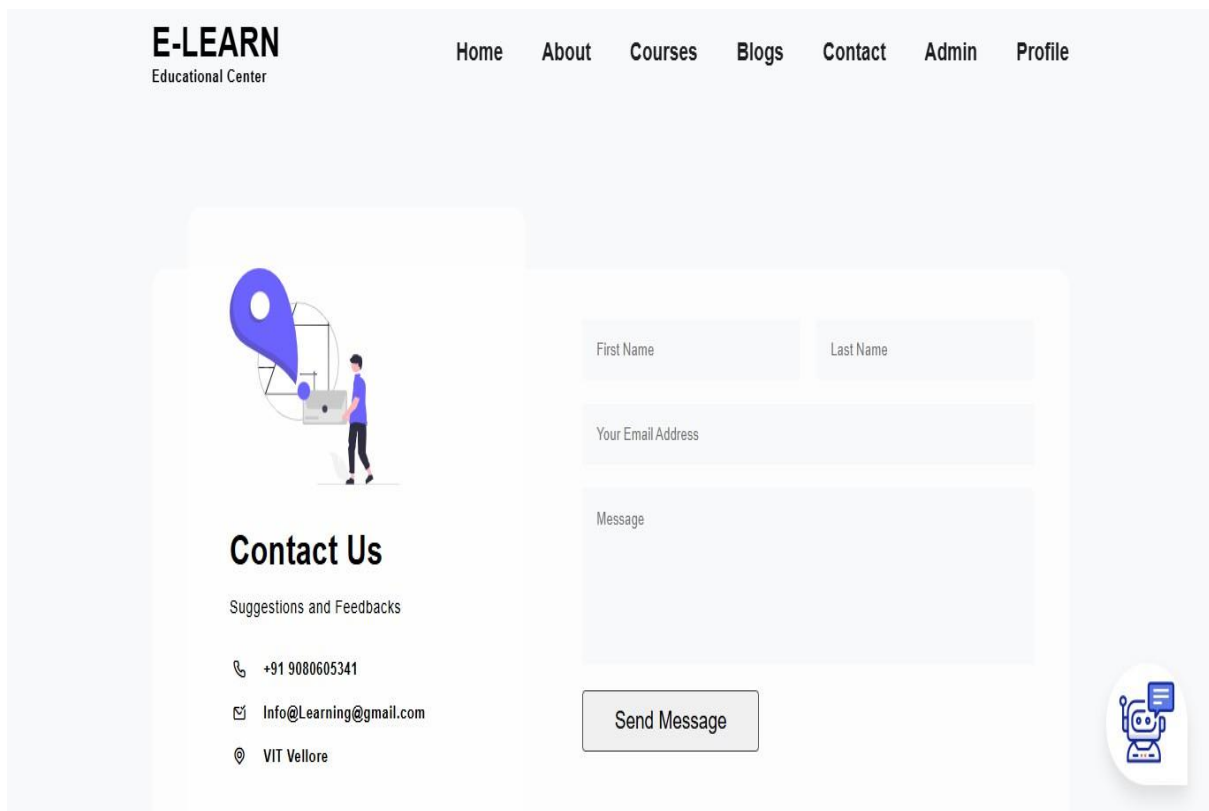 E-LEARN
Educational Center
Home About Courses Blogs Contact Admin Profile
Contact Us
Suggestions and Feedbacks
+91 9080605341
Info@Learning@gmail.com
VIT Vellore
First Name Last Name
Your Email Address
Message
Send Message